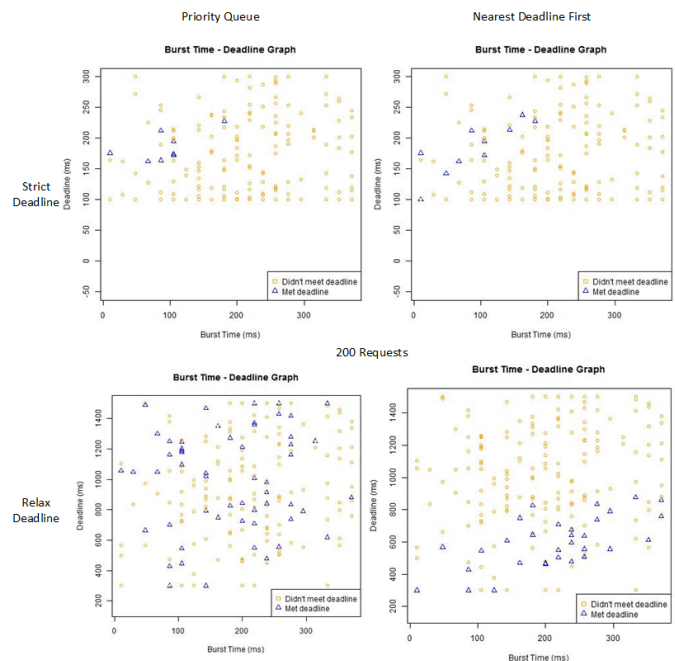 Priority Queue
Nearest Deadline First
Burst Time - Deadline Graph
Burst Time - Deadline Graph
Strict
Deadline
Deadline (ms)
300
250
200
150
100
50
0
-50
Didn't meet deadline
Met deadline
0 100 200 300
Burst Time (ms)
Deadline (ms)
300
250
200
150
100
50
0
-50
Didn't meet deadline
Met deadline
0 100 200 300
Burst Time (ms)
200 Requests
Burst Time - Deadline Graph
Burst Time - Deadline Graph
Relax
Deadline
Deadline (ms)
1400
1200
1000
800
600
400
200
Didn't meet deadline
Met deadline
0 100 200 300
Burst Time (ms)
Deadline (ms)
1400
1200
1000
800
600
400
200
Didn't meet deadline
Met deadline
0 100 200 300
Burst Time (ms)